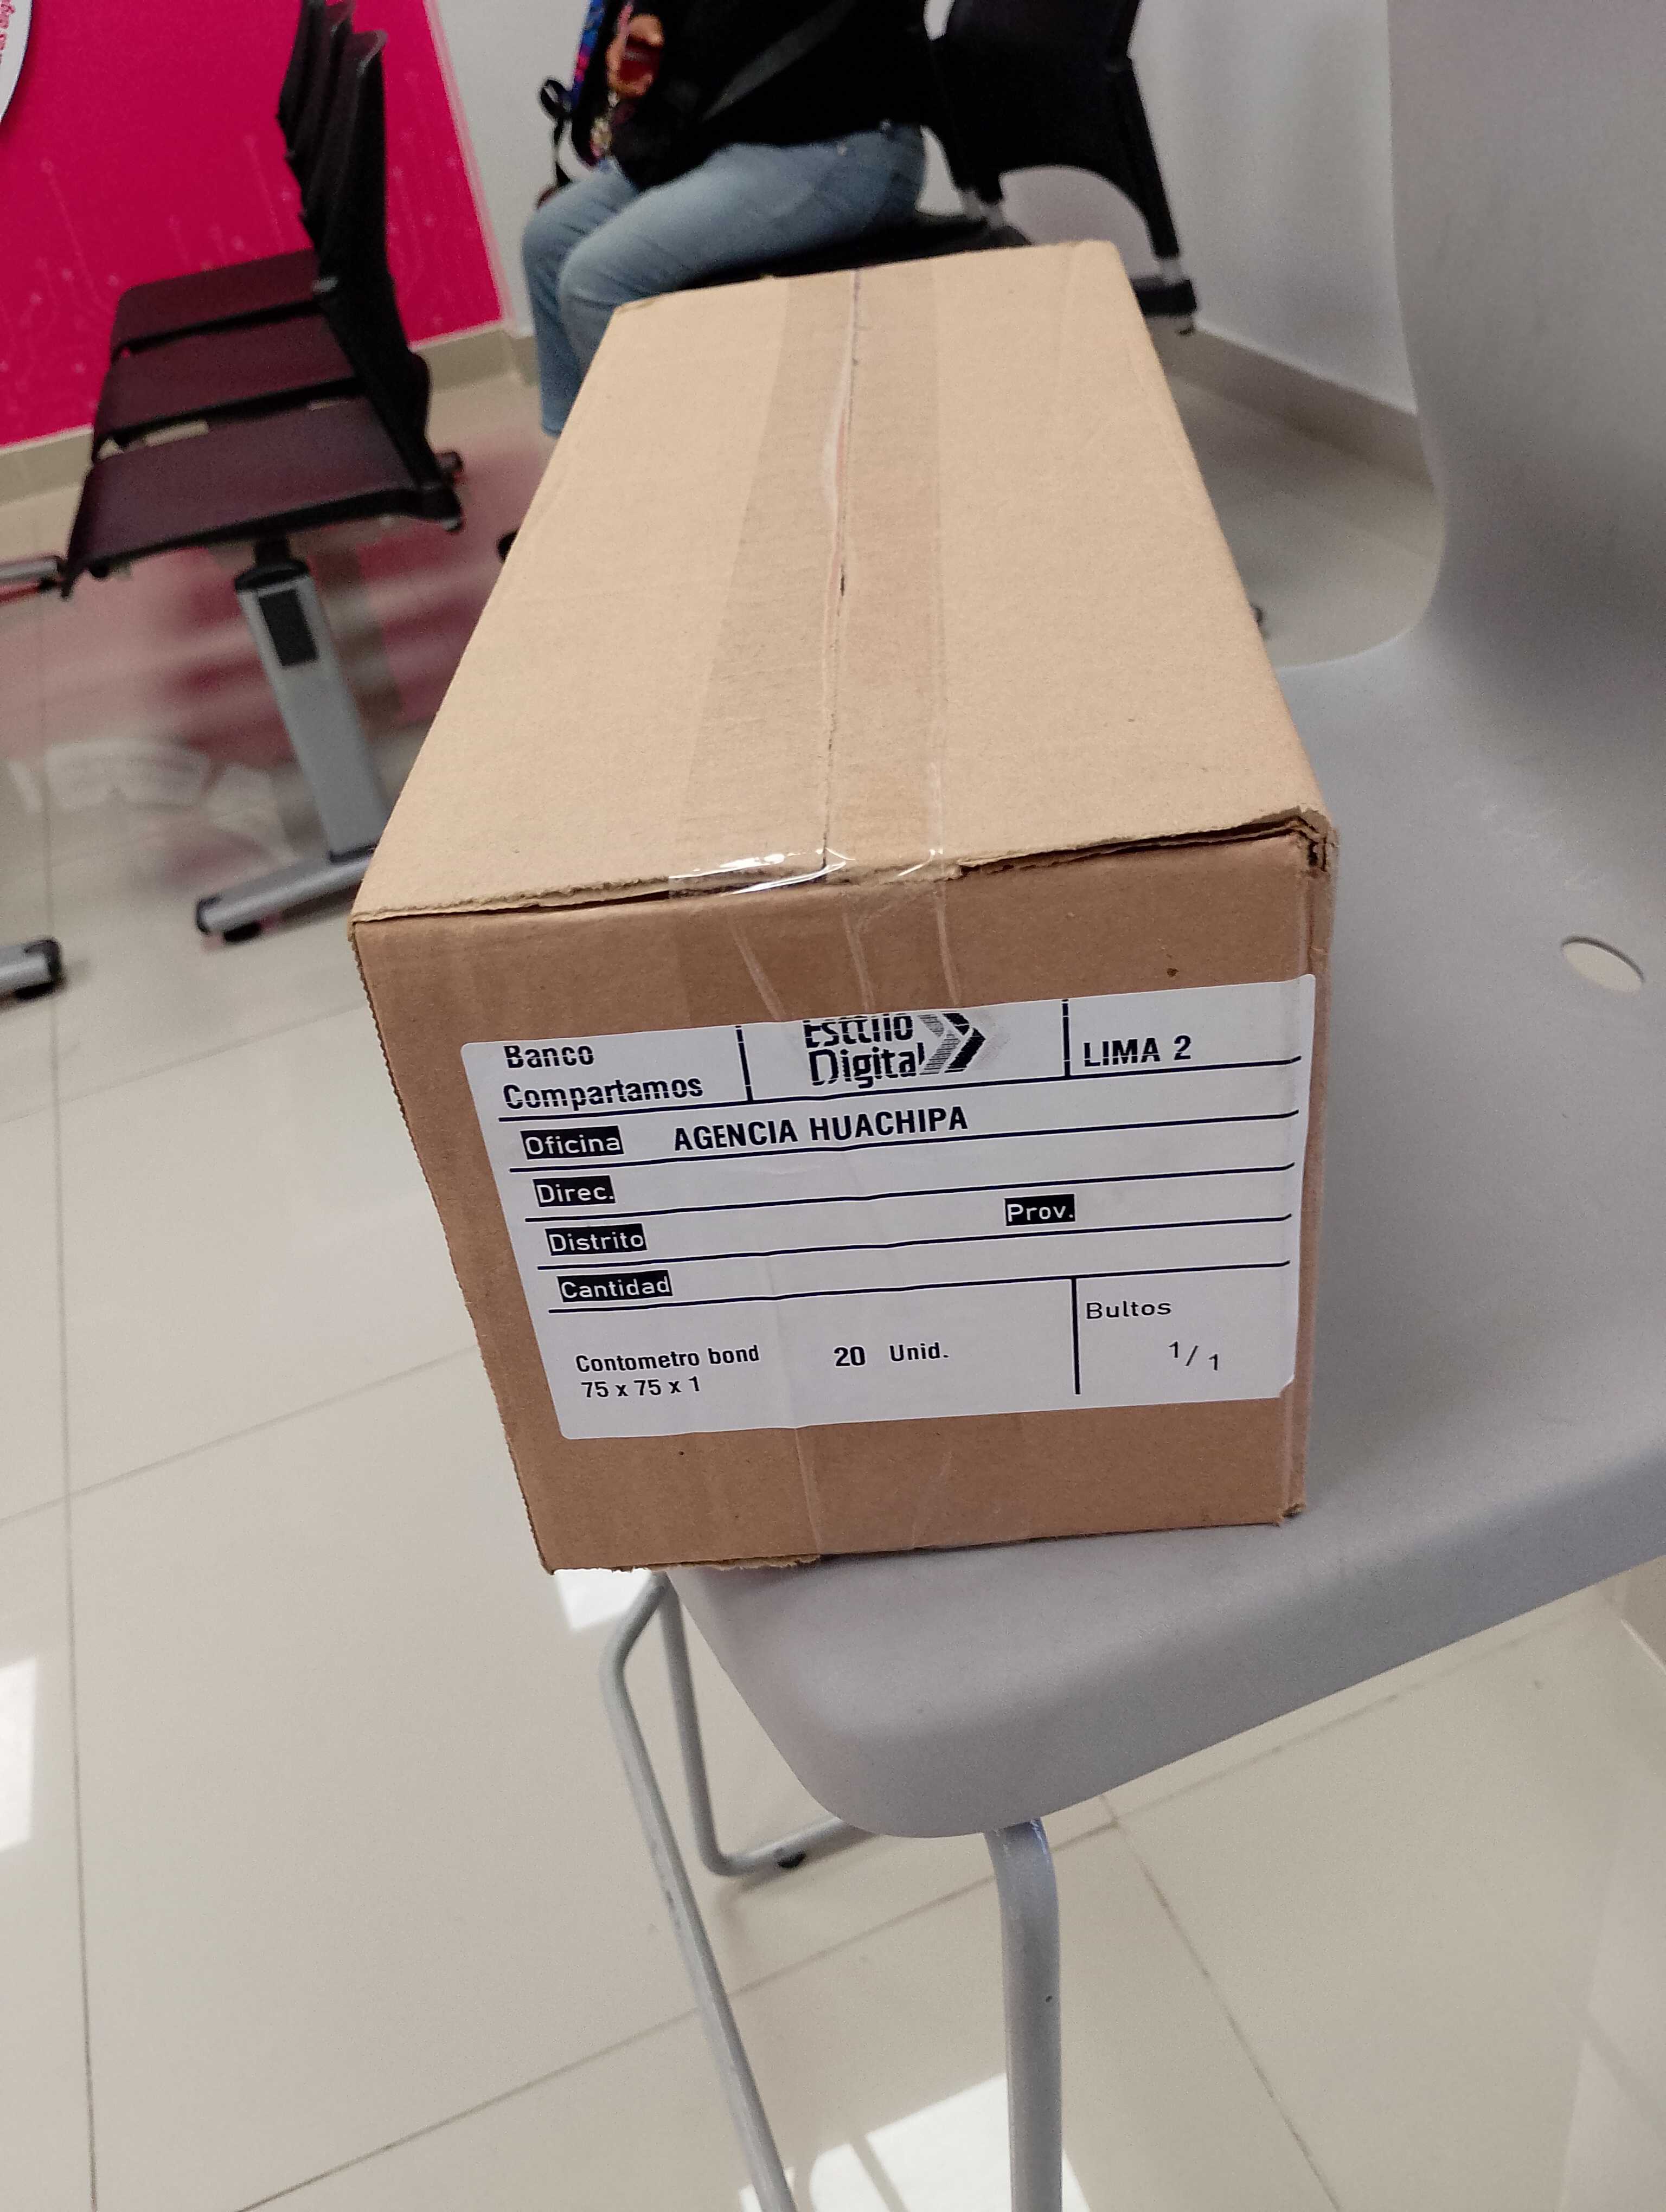 Banco
Compartamos
Esttilo
Digital
LIMA 2
Oficina AGENCIA HUACHIPA
Direc.
Distrito Prov.
Cantidad
Bultos
Contometro bond 20 Unid. 1/1
75 x 75 x 1